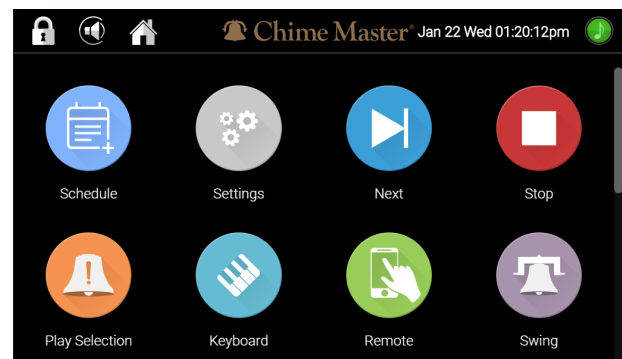 Chime Master® Jan 22 Wed 01:20:12pm
Schedule Settings Next Stop
Play Selection Keyboard Remote Swing